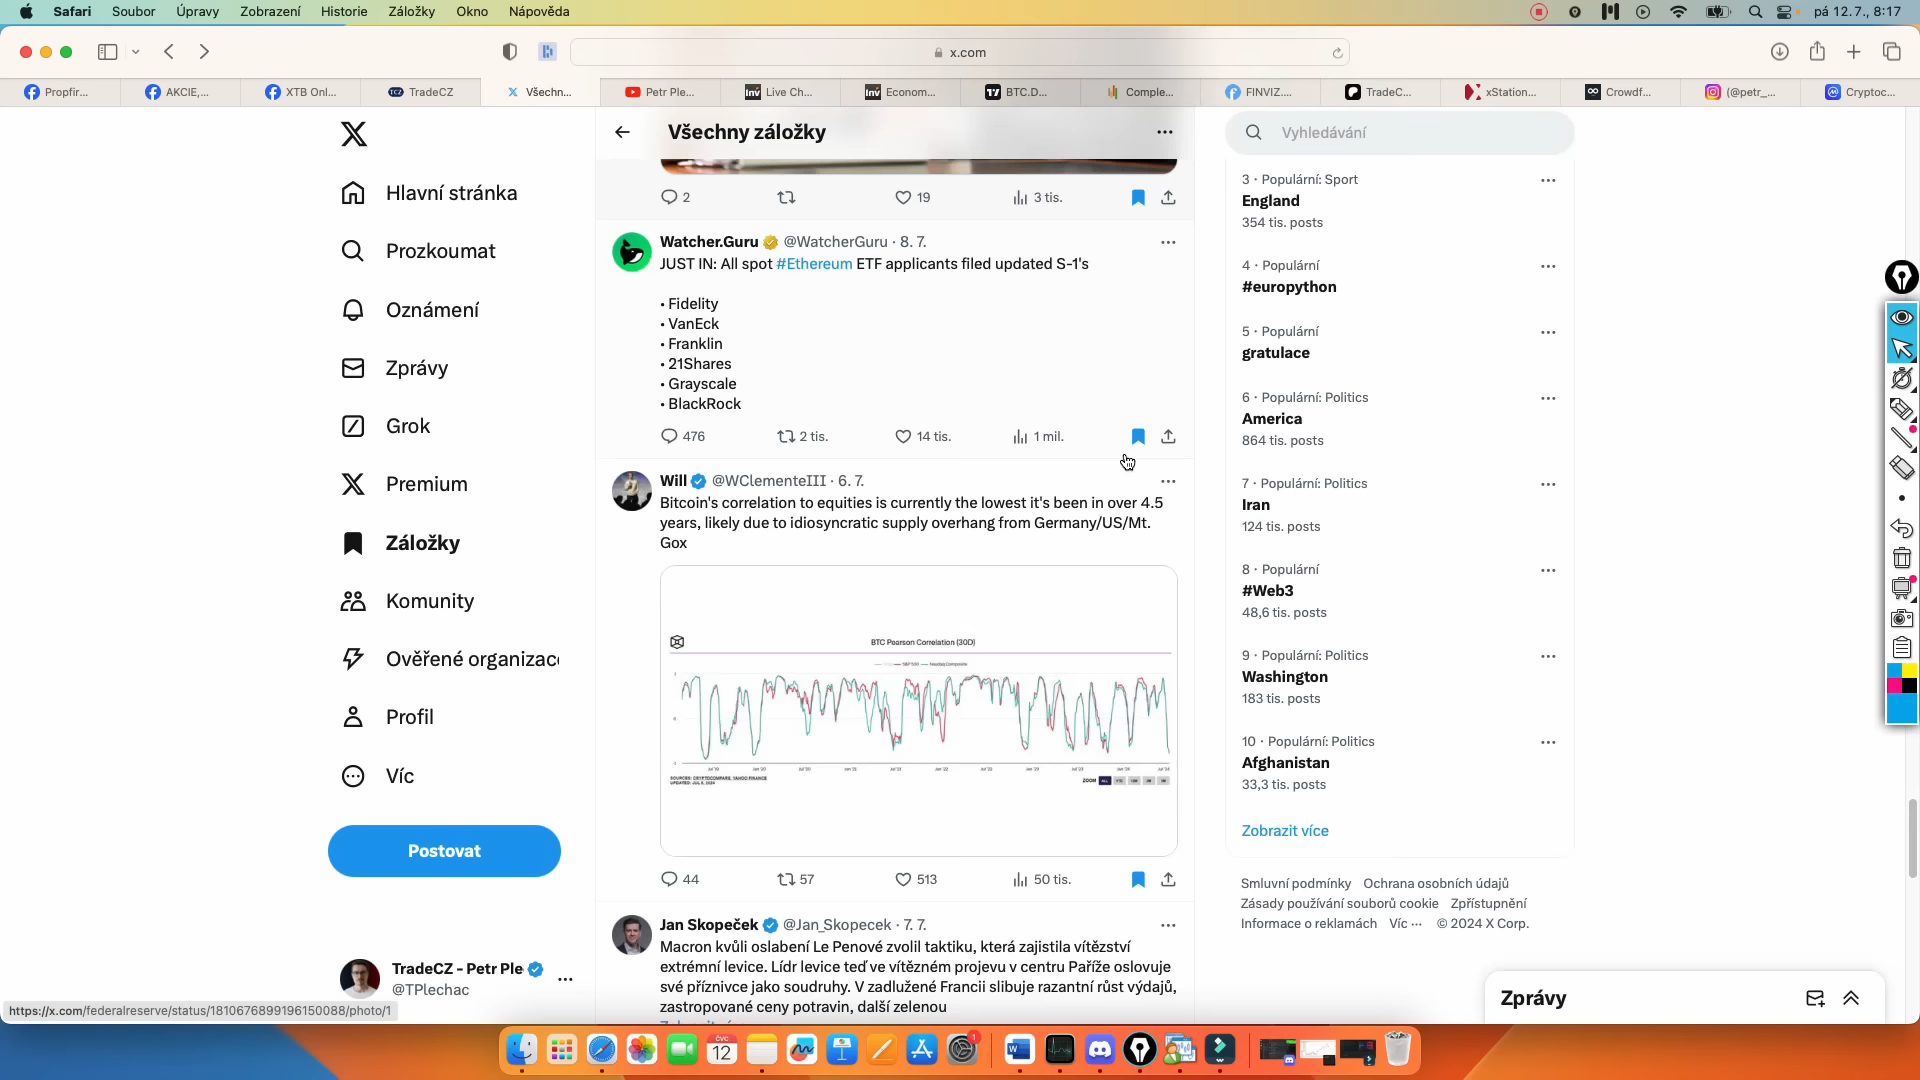 Safari Soubor Úpravy Zobrazení Historie Záložky Okno Nápověda
pá 12.7., 8:17
x.com
Propfir...
AKCIE,...
XTB Onl...
TradeCZ
Všechn...
Petr Ple...
Live Ch...
Econom...
BTC.D...
Comple...
FINVIZ....
TradeC...
xStation...
Crowdf...
(@petr_...
Cryptoc...
Hlavní stránka
Prozkoumat
Oznámení
Zprávy
Grok
Premium
Záložky
Komunity
Ověřené organizac
Profil
Víc
Postovat
TradeCZ - Petr Ple
@TPlechac
https://x.com/federalreserve/status/1810676899196150088/photo/1
Všechny záložky
2
19
3 tis.
Watcher.Guru @WatcherGuru · 8. 7.
JUST IN: All spot #Ethereum ETF applicants filed updated S-1's
• Fidelity
• VanEck
• Franklin
• 21Shares
• Grayscale
• BlackRock
476
2 tis.
14 tis.
1 mil.
Will @WClementeIII · 6. 7.
Bitcoin's correlation to equities is currently the lowest it's been in over 4.5
years, likely due to idiosyncratic supply overhang from Germany/US/Mt.
Gox
BTC Pearson Correlation (30D)
S&P 500 Nasdaq Composite
SOURCES: CRYPTOCOMPARE, YAHOO FINANCE
ZOOM ALL
44
57
513
50 tis.
Jan Skopeček @Jan_Skopecek · 7. 7.
Macron kvůli oslabení Le Penové zvolil taktiku, která zajistila vítězství
extrémní levice. Lídr levice teď ve vítězném projevu v centru Paříže oslovuje
své příznivce jako soudruhy. V zadlužené Francii slibuje razantní růst výdajů,
zastropované ceny potravin, další zelenou
Vyhledávání
3 · Populární: Sport
England
354 tis. posts
4 · Populární
#europython
5 · Populární
gratulace
6 · Populární: Politics
America
864 tis. posts
7 · Populární: Politics
Iran
124 tis. posts
8 · Populární
#Web3
48,6 tis. posts
9 · Populární: Politics
Washington
183 tis. posts
10 · Populární: Politics
Afghanistan
33,3 tis. posts
Zobrazit více
Smluvní podmínky Ochrana osobních údajů
Zásady používání souborů cookie Zpřístupnění
Informace o reklamách Víc ··· © 2024 X Corp.
Zprávy
ČVC
12
1